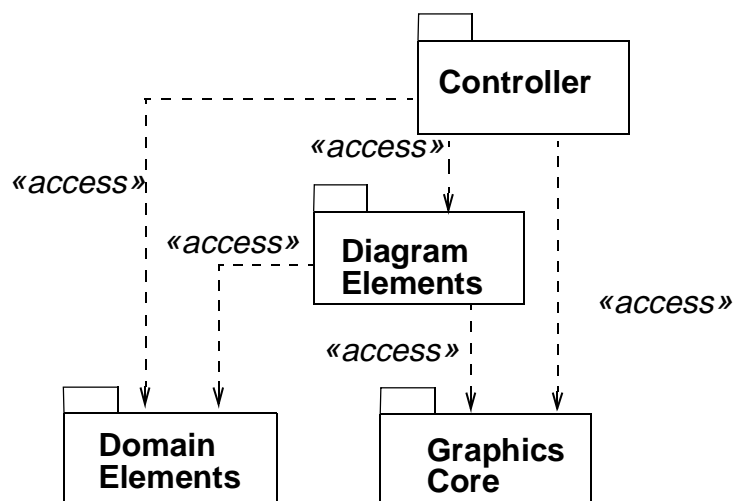 Controller
«access»
«access»
«access»
Diagram
Elements
«access»
«access»
Domain
Elements
Graphics
Core